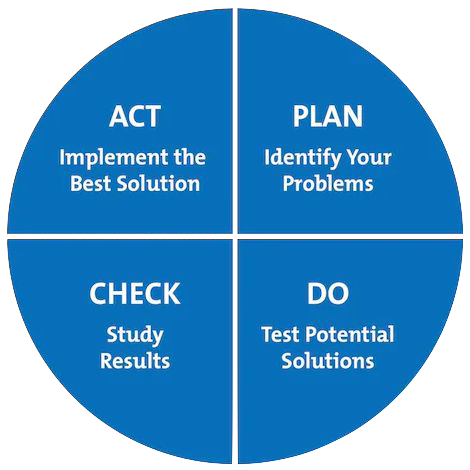 ACT
Implement the
Best Solution
PLAN
Identify Your
Problems
CHECK
Study
Results
DO
Test Potential
Solutions